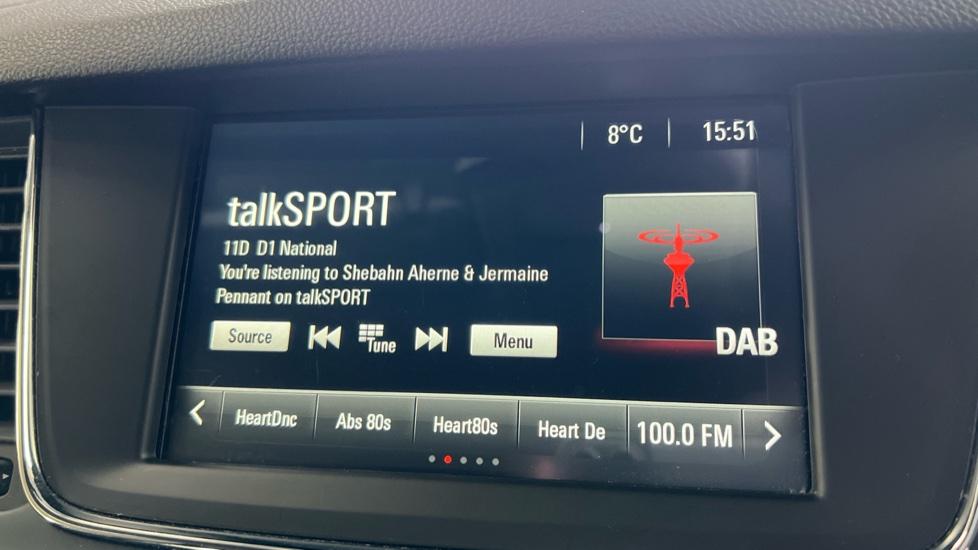 8°C 15:51
talkSPORT
11D D1 National
You're listening to Shebahn Aherne & Jermaine
Pennant on talkSPORT
Source Tune Menu
DAB
HeartDnc Abs 80s Heart80s Heart De 100.0 FM